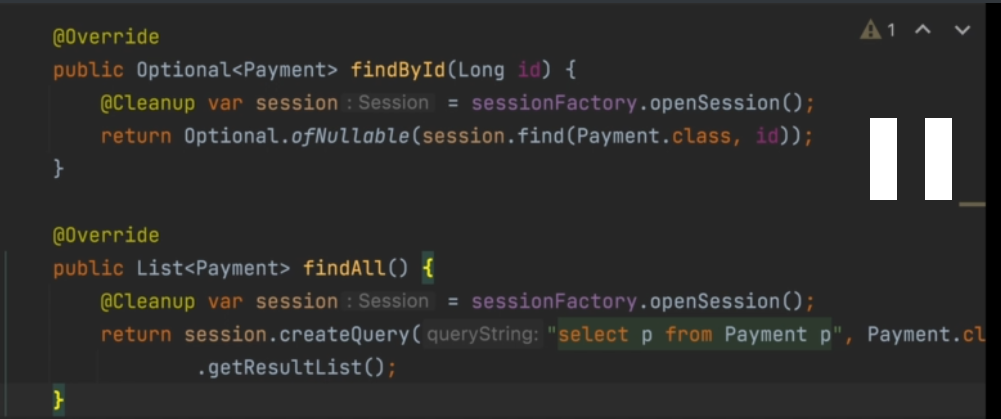 @Override
1
public Optional<Payment> findById(Long id) {
@Cleanup var session : Session = sessionFactory.openSession();
return Optional.ofNullable(session.find(Payment.class, id));
}
@Override
public List<Payment> findAll() {
@Cleanup var session : Session = sessionFactory.openSession();
return session.createQuery( queryString: "select p from Payment p", Payment.cl
.getResultList();
}